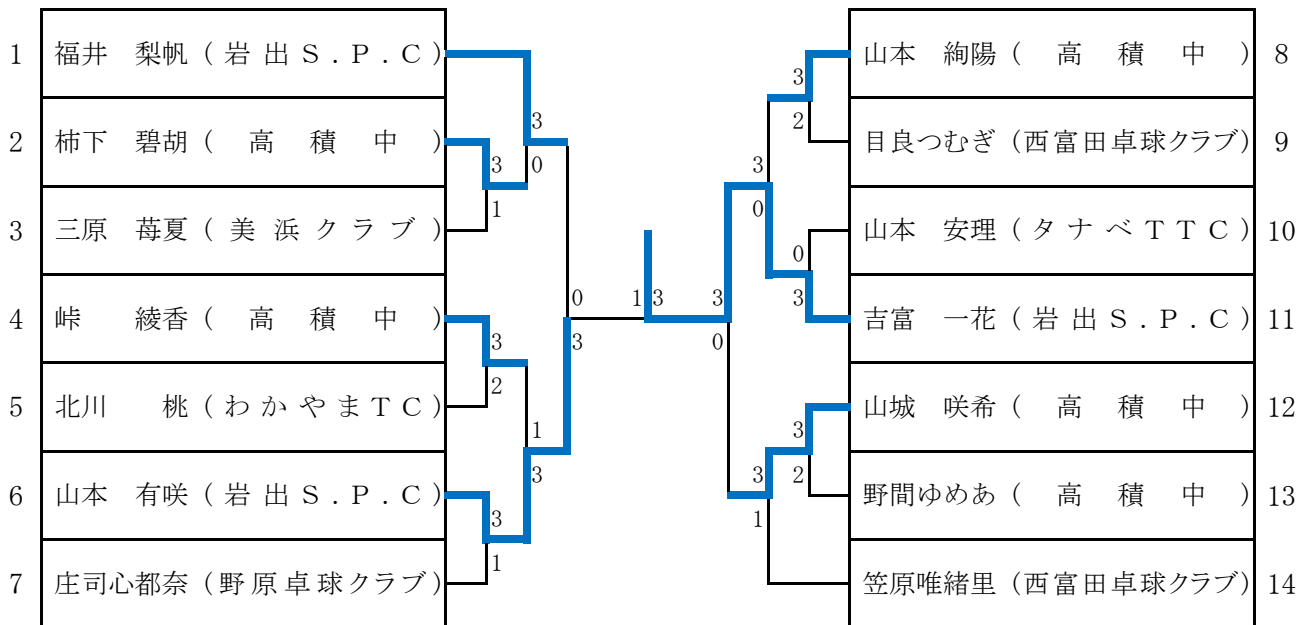 1 福井　梨帆 (岩出S.P.C)
2 柿下　碧胡 (高積中)
3 三原　苺夏 (美浜クラブ)
4 峠　綾香 (高積中)
5 北川　桃 (わかやまTC)
6 山本　有咲 (岩出S.P.C)
7 庄司心都奈 (野原卓球クラブ)
3
0
3
1
3
2
1
3
3
1
0
3
1 3
3
0
3
0
3
2
0
3
3
2
3
1
山本　絢陽 (高積中) 8
目良つむぎ (西富田卓球クラブ) 9
山本　安理 (タナベTTC) 10
吉富　一花 (岩出S.P.C) 11
山城　咲希 (高積中) 12
野間ゆめあ (高積中) 13
笠原唯緒里 (西富田卓球クラブ) 14